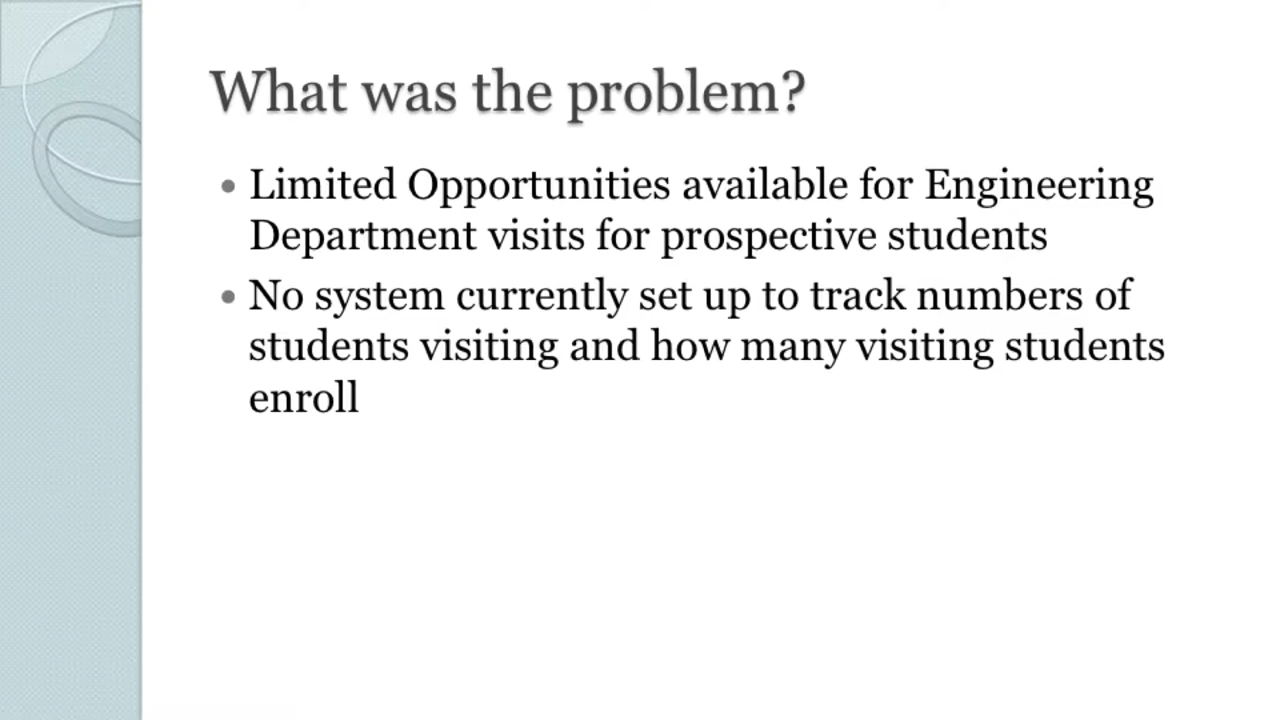 What was the problem?
• Limited Opportunities available for Engineering
Department visits for prospective students
• No system currently set up to track numbers of
students visiting and how many visiting students
enroll